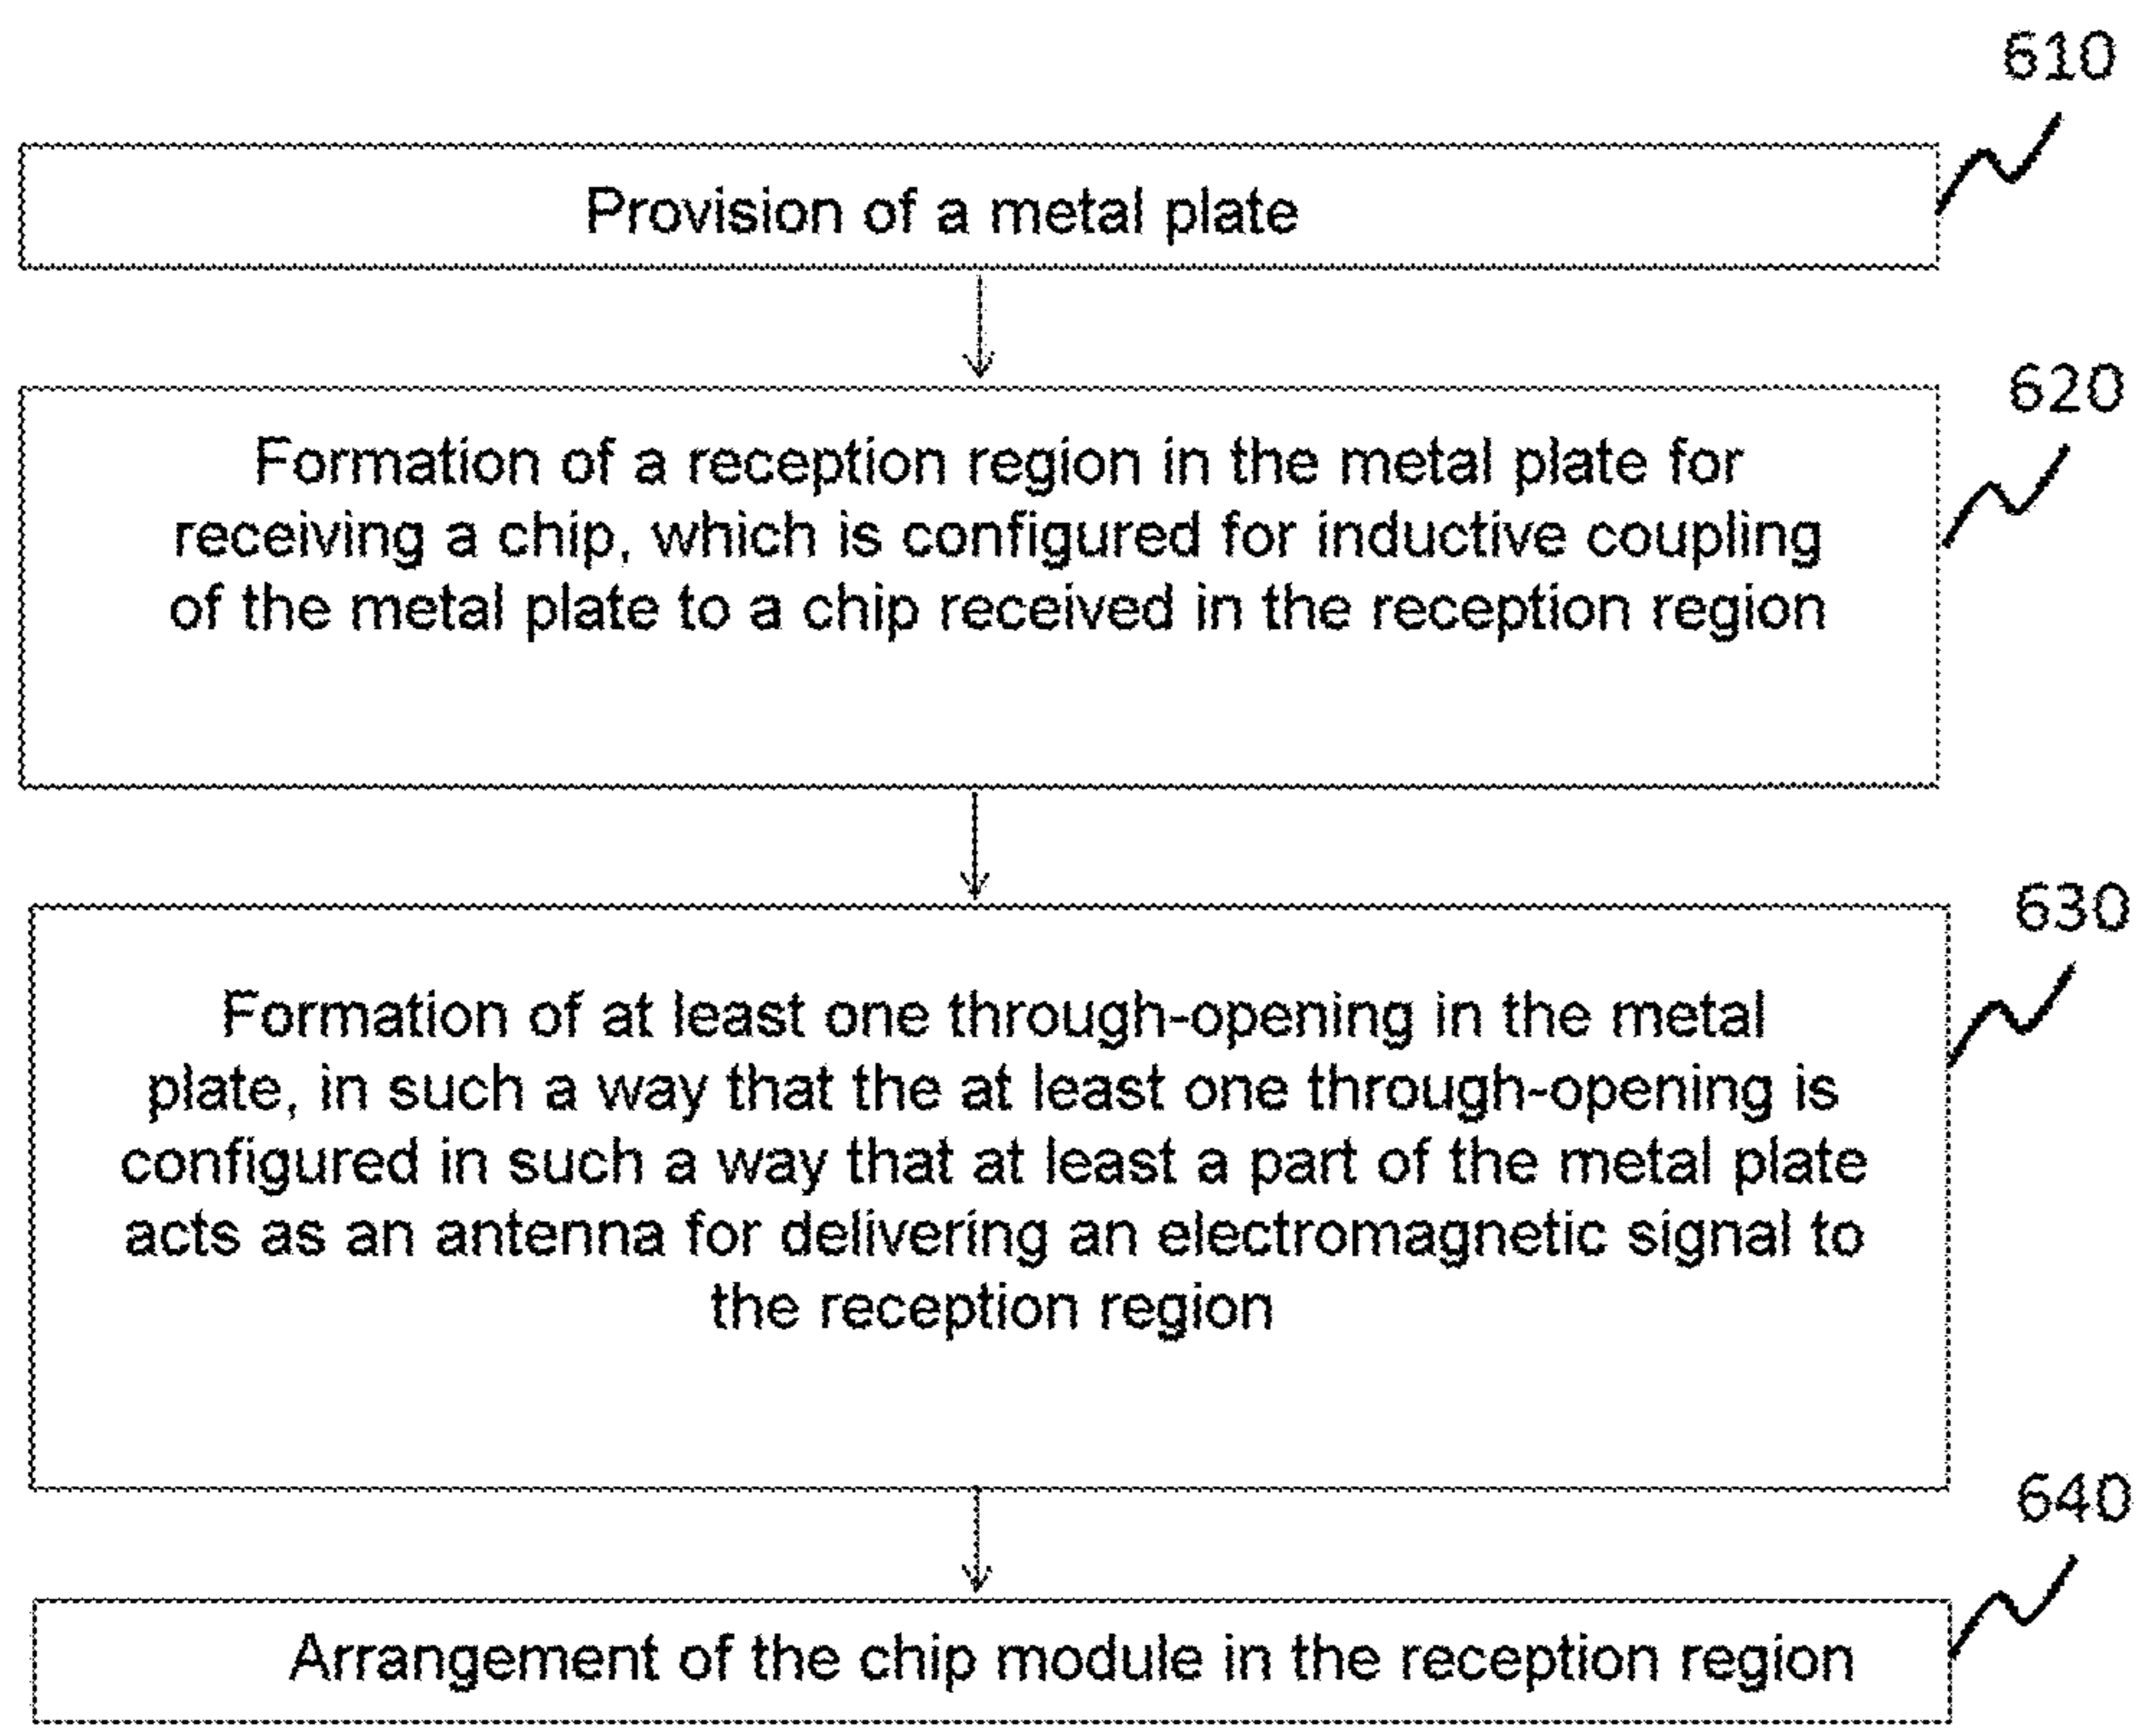 610
Provision of a metal plate
620
Formation of a reception region in the metal plate for
receiving a chip, which is configured for inductive coupling
of the metal plate to a chip received in the reception region
630
Formation of at least one through-opening in the metal
plate, in such a way that the at least one through-opening is
configured in such a way that at least a part of the metal plate
acts as an antenna for delivering an electromagnetic signal to
the reception region
640
Arrangement of the chip module in the reception region